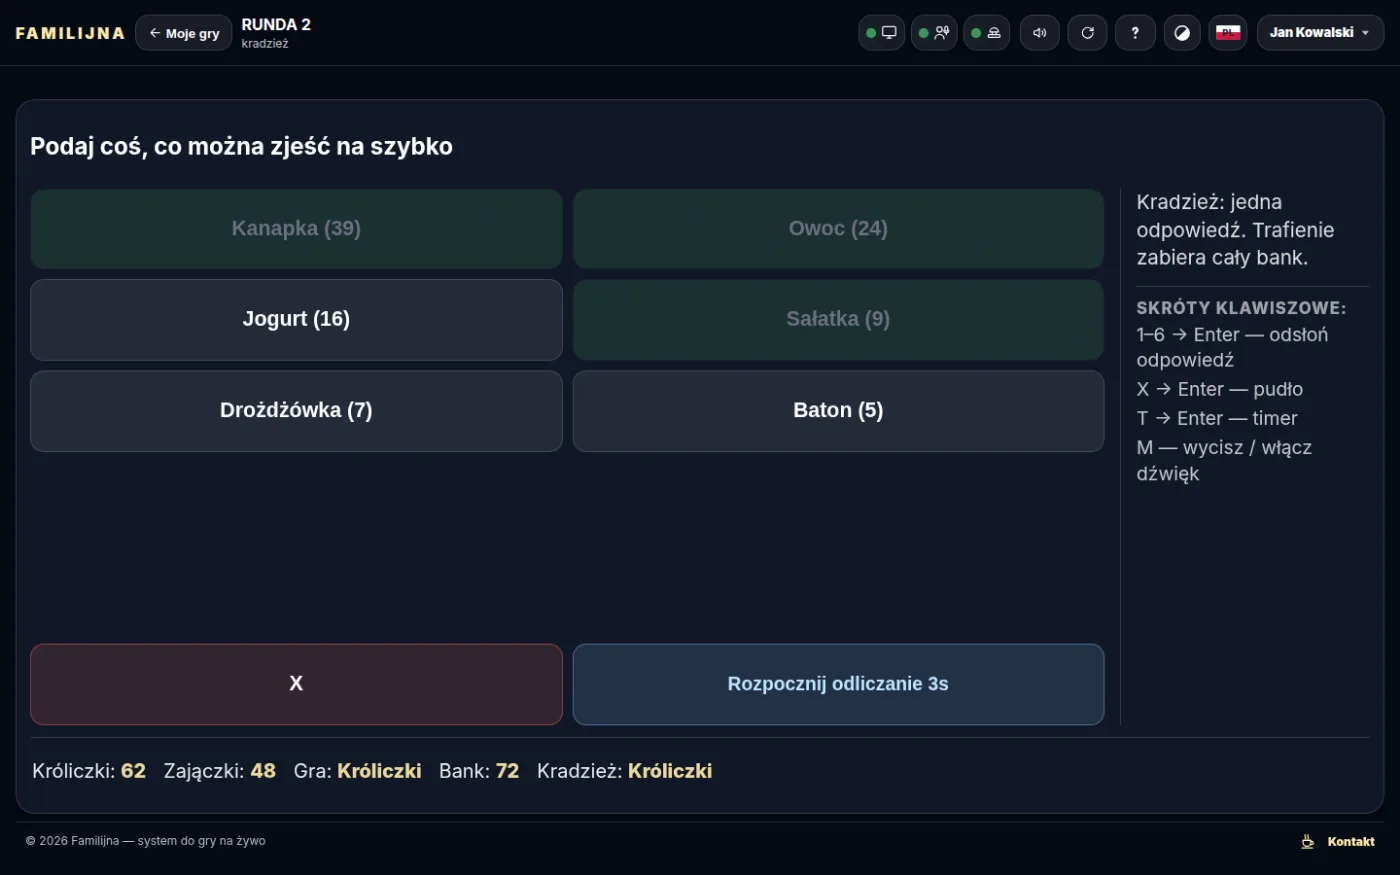 FAMILIJNA
← Moje gry
RUNDA 2
kradzież
?
PL
Jan Kowalski
Podaj coś, co można zjeść na szybko
Kanapka (39)
Owoc (24)
Jogurt (16)
Sałatka (9)
Drożdżówka (7)
Baton (5)
X
Rozpocznij odliczanie 3s
Kradzież: jedna
odpowiedź. Trafienie
zabiera cały bank.
SKRÓTY KLAWISZOWE:
1–6 → Enter — odsłoń
odpowiedź
X → Enter — pudło
T → Enter — timer
M — wycisz / włącz
dźwięk
Króliczki: 62 Zajączki: 48 Gra: Króliczki Bank: 72 Kradzież: Króliczki
© 2026 Familijna — system do gry na żywo
Kontakt